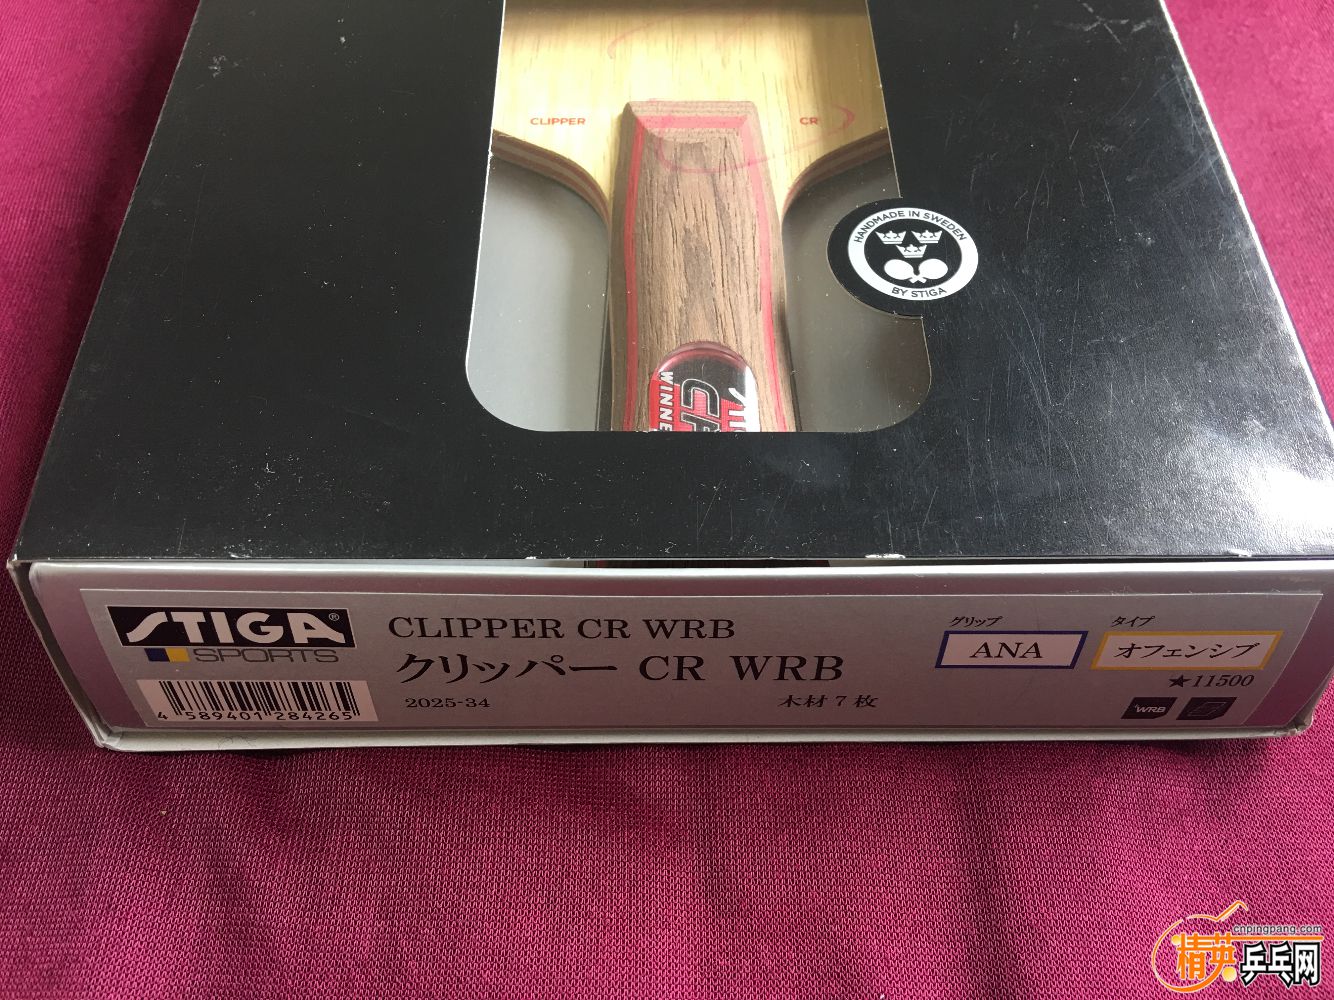 CLIPPER
CR
HANDMADE IN SWEDEN
BY STIGA
WINNE
STIGA®
SPORTS
CLIPPER CR WRB
クリッパー CR WRB
2025-34
木材7枚
グリップ
ANA
タイプ
オフェンシブ
★11500
WRB
4 589401 284265
cnpingpang.com
精英乒乓网